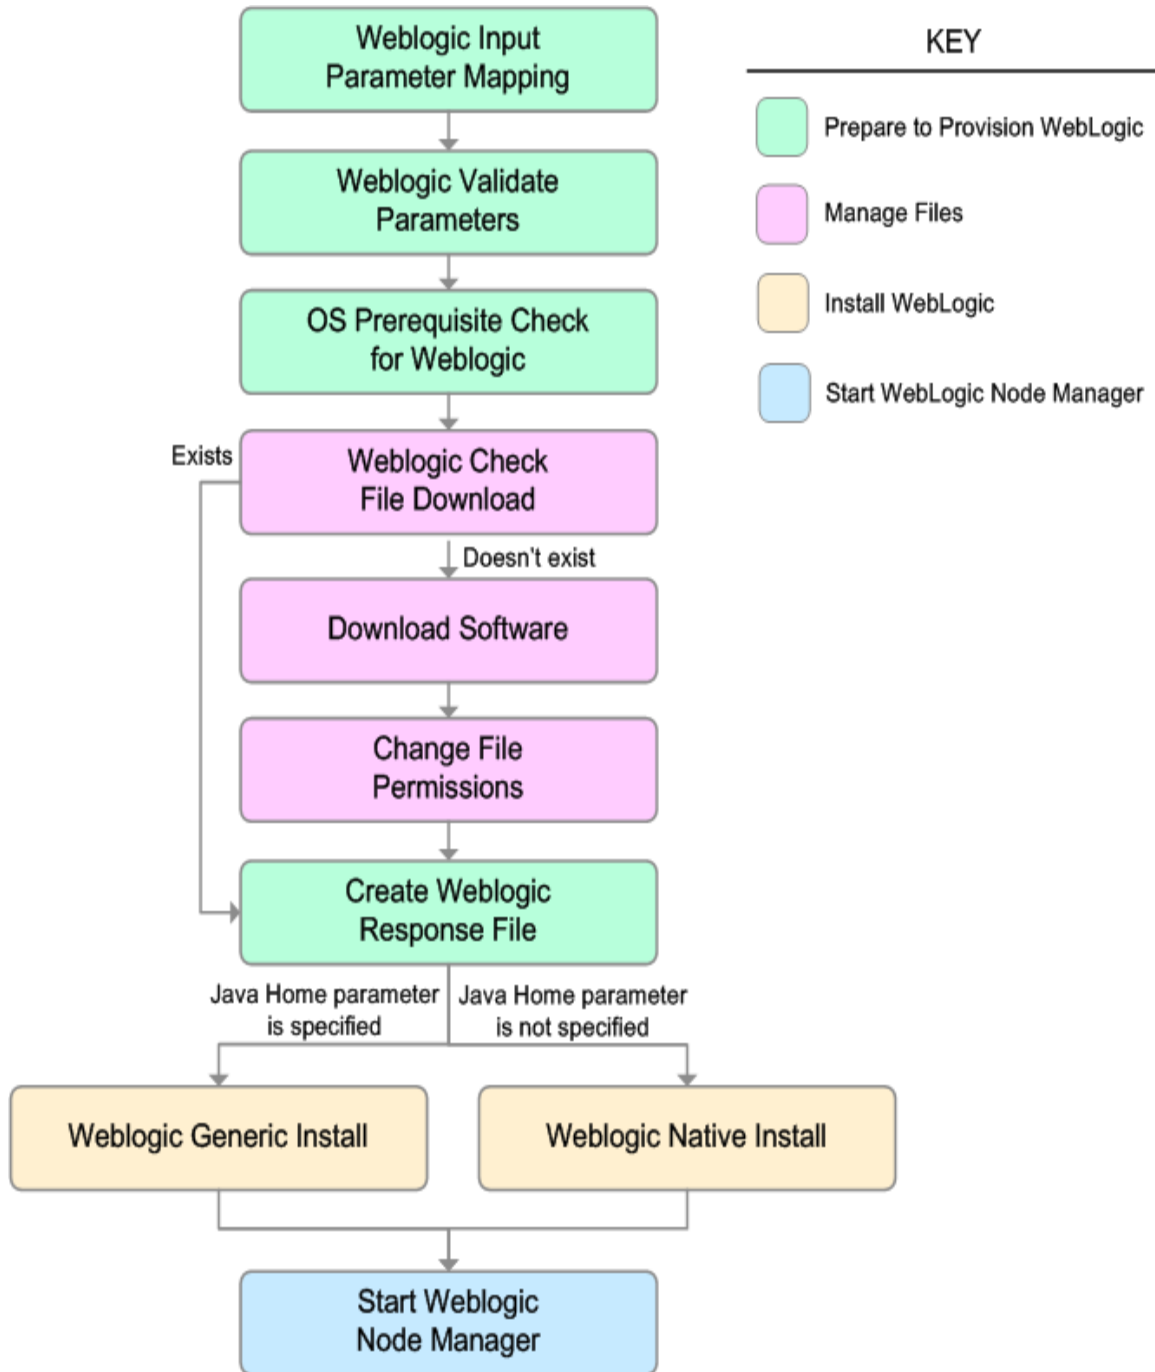 Weblogic Input
Parameter Mapping
Weblogic Validate
Parameters
OS Prerequisite Check
for Weblogic
Exists
Weblogic Check
File Download
Doesn't exist
Download Software
Change File
Permissions
Create Weblogic
Response File
Java Home parameter
is specified
Java Home parameter
is not specified
Weblogic Generic Install
Weblogic Native Install
Start Weblogic
Node Manager
KEY
Prepare to Provision WebLogic
Manage Files
Install WebLogic
Start WebLogic Node Manager